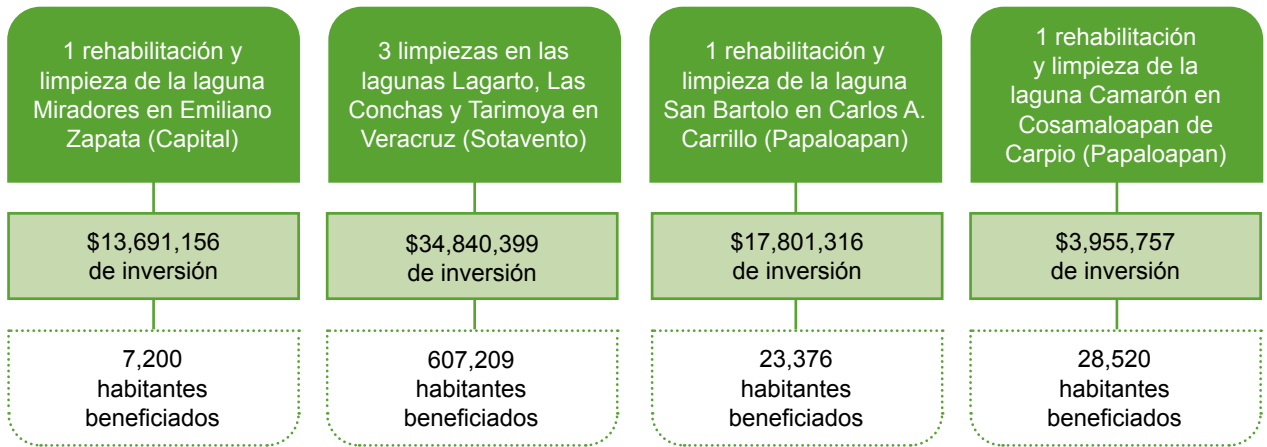 1 rehabilitación y
limpieza de la laguna
Miradores en Emiliano
Zapata (Capital)
$13,691,156
de inversión
7,200
habitantes
beneficiados
3 limpiezas en las
lagunas Lagarto, Las
Conchas y Tarimoya en
Veracruz (Sotavento)
$34,840,399
de inversión
607,209
habitantes
beneficiados
1 rehabilitación y
limpieza de la laguna
San Bartolo en Carlos A.
Carrillo (Papaloapan)
$17,801,316
de inversión
23,376
habitantes
beneficiados
1 rehabilitación
y limpieza de la
laguna Camarón en
Cosamaloapan de
Carpio (Papaloapan)
$3,955,757
de inversión
28,520
habitantes
beneficiados